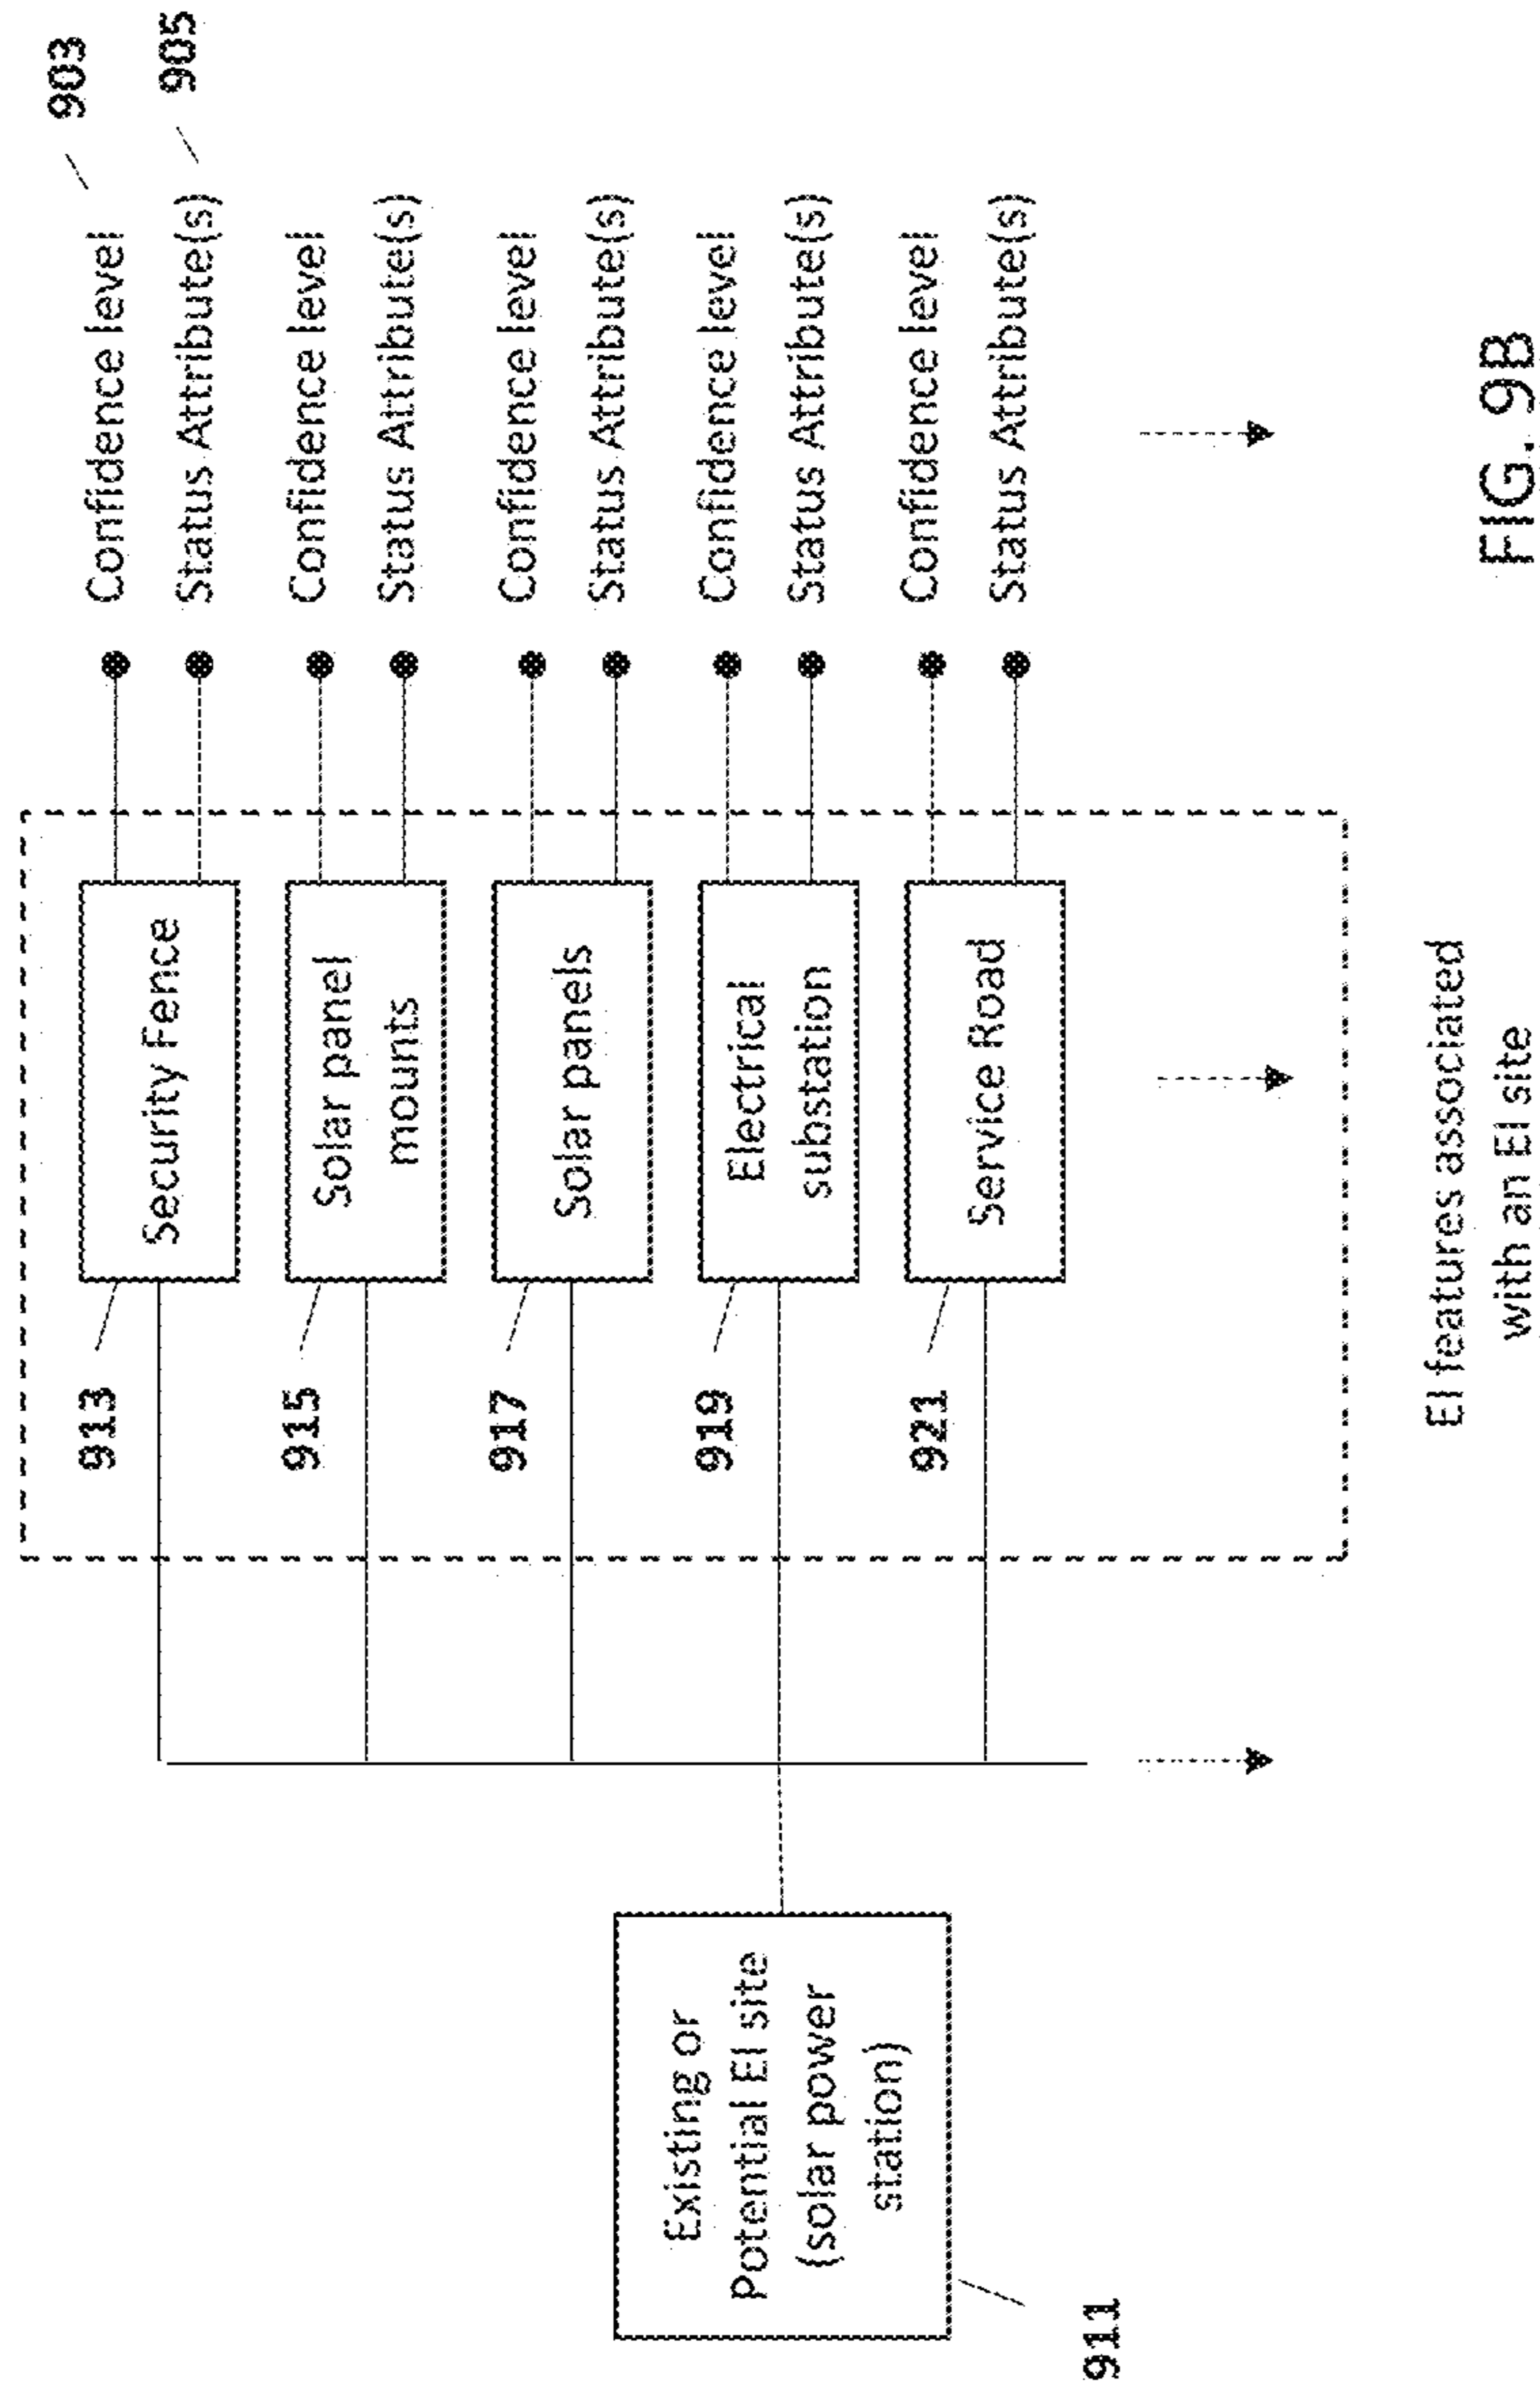 903
Confidence level
905
Status Attribute(s)
Confidence level
Status Attribute(s)
Confidence level
Status Attribute(s)
Confidence level
Status Attribute(s)
Confidence level
Status Attribute(s)
913
Security Fence
915
Solar panel
mounts
917
Solar panels
919
Electrical
substation
921
Service Road
Existing or
Potential EI site
(solar power
station)
911
EI features associated
with an EI site
FIG. 9B